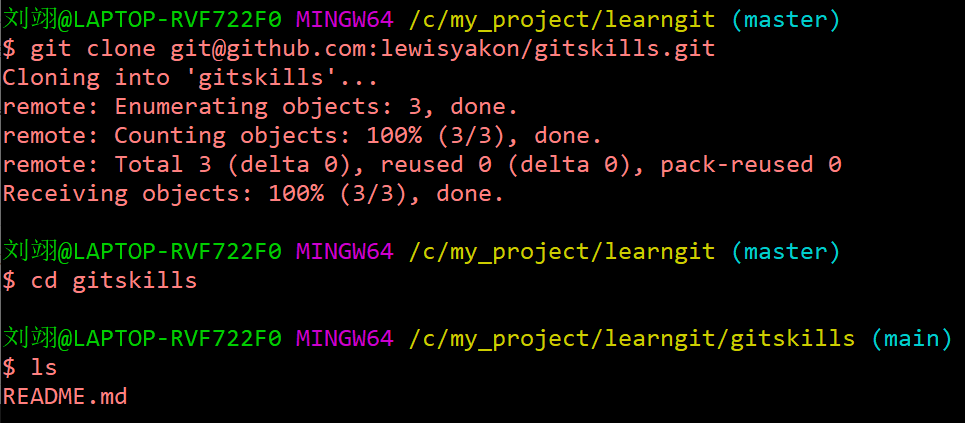 刘翊@LAPTOP-RVF722F0 MINGW64 /c/my_project/learngit (master)
$ git clone git@github.com:lewisyakon/gitskills.git
Cloning into 'gitskills'...
remote: Enumerating objects: 3, done.
remote: Counting objects: 100% (3/3), done.
remote: Total 3 (delta 0), reused 0 (delta 0), pack-reused 0
Receiving objects: 100% (3/3), done.
刘翊@LAPTOP-RVF722F0 MINGW64 /c/my_project/learngit (master)
$ cd gitskills
刘翊@LAPTOP-RVF722F0 MINGW64 /c/my_project/learngit/gitskills (main)
$ ls
README.md